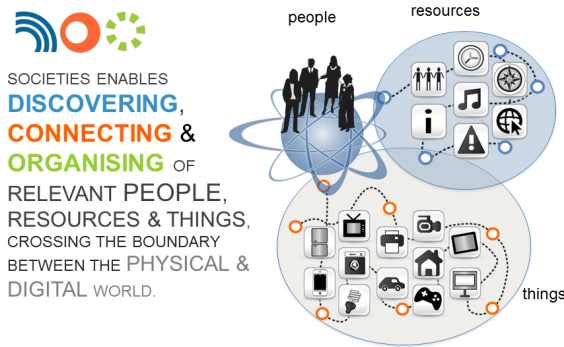 people
resources
SOCIETIES ENABLES
DISCOVERING,
CONNECTING &
ORGANISING OF
RELEVANT PEOPLE,
RESOURCES & THINGS,
CROSSING THE BOUNDARY
BETWEEN THE PHYSICAL &
DIGITAL WORLD.
i
things